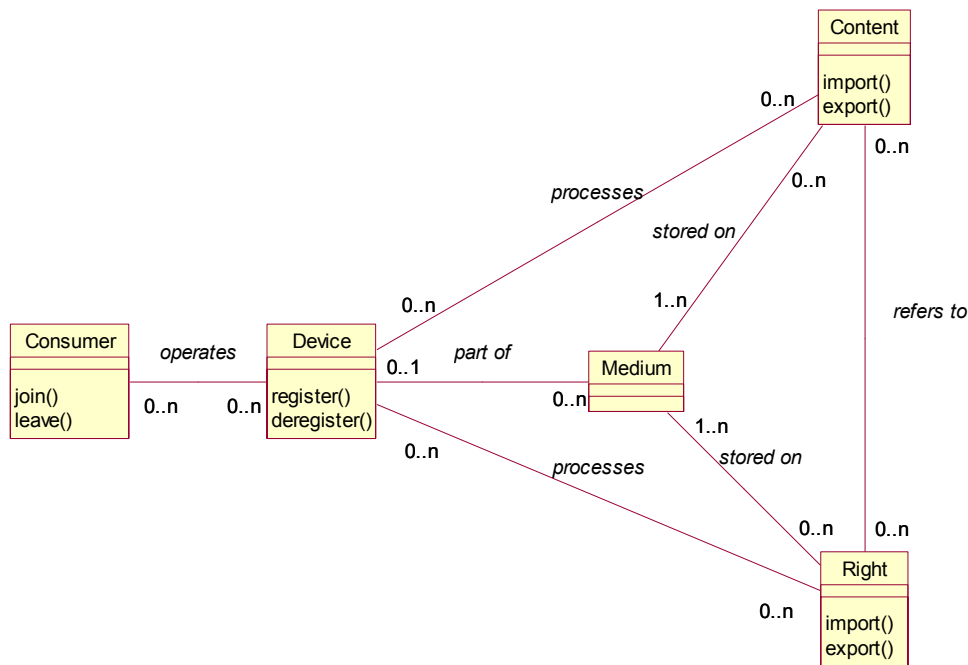 Content
import()
export()
0..n
0..n
processes
0..n
stored on
0..n
1..n
refers to
Consumer
join()
leave()
operates
0..n
0..n
Device
register()
deregister()
0..1
part of
0..n
Medium
0..n
processes
1..n
stored on
0..n
0..n
0..n
Right
import()
export()